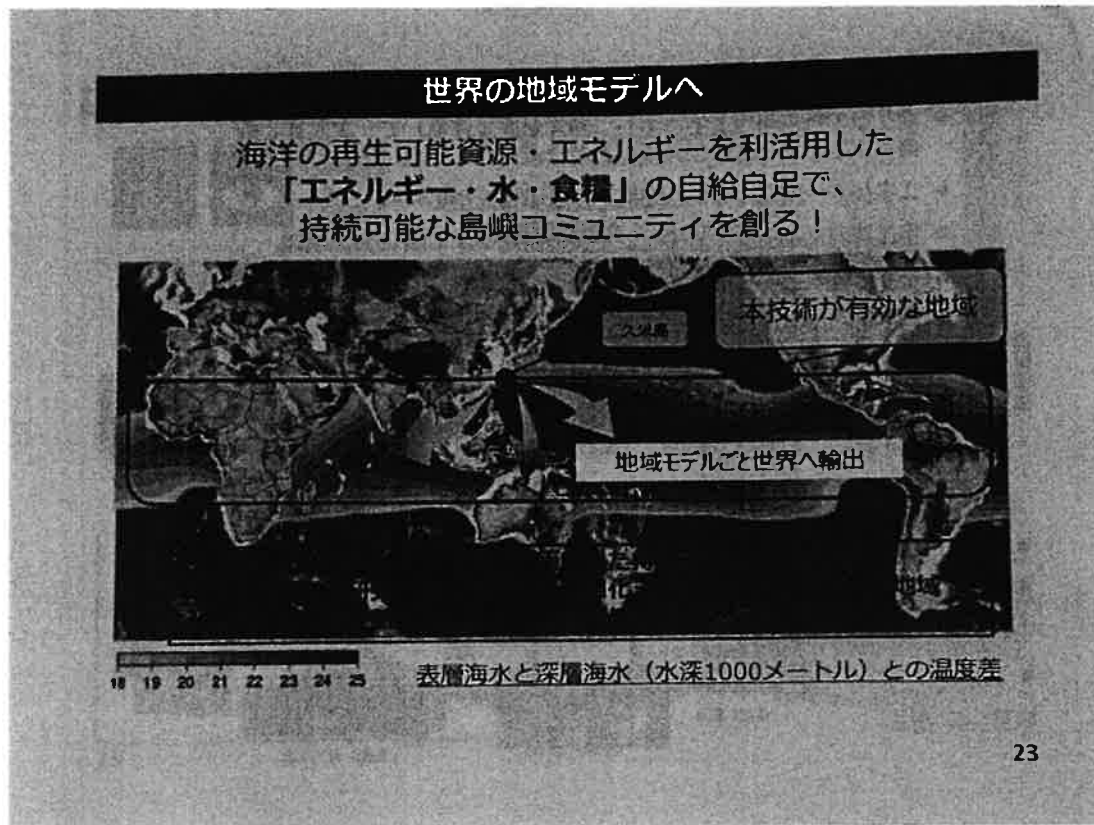 世界の地域モデルへ
海洋の再生可能資源・エネルギーを利活用した
「エネルギー・水・食糧」の自給自足で、
持続可能な島嶼コミュニティを創る！
久米島
本技術が有効な地域
地域モデルごと世界へ輸出
地域
18 19 20 21 22 23 24 25
表層海水と深層海水（水深1000メートル）との温度差
23